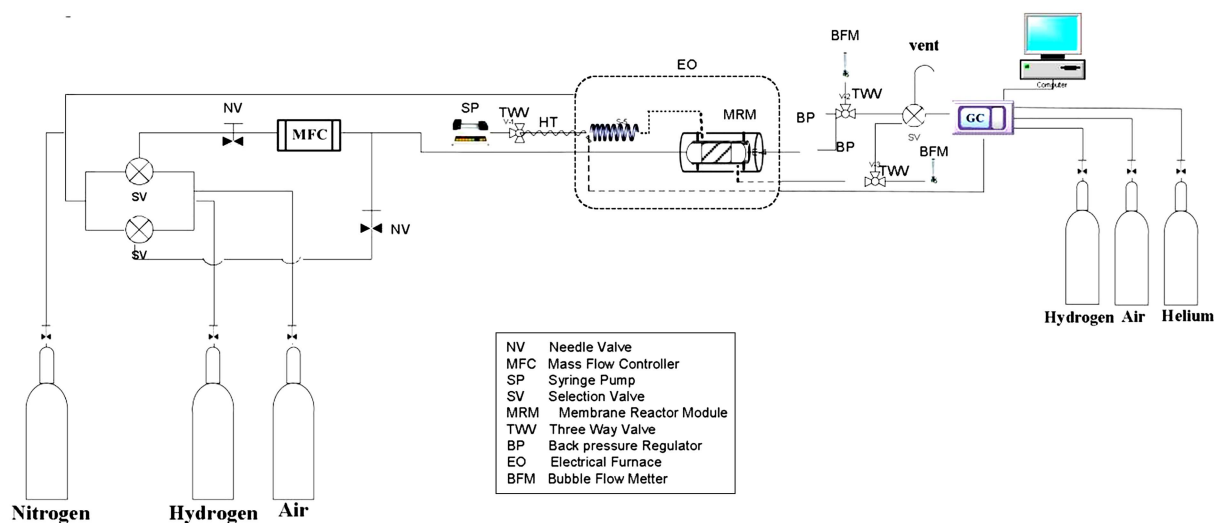 BFM
vent
EO
Computer
NV
SP
TWV
V-1
HT
MRM
BP
V-2
TWV
SV
GC
MFC
BP
BFM
V-3
TWV
SV
NV
SV
Hydrogen Air Helium
NV Needle Valve
MFC Mass Flow Controller
SP Syringe Pump
SV Selection Valve
MRM Membrane Reactor Module
TWV Three Way Valve
BP Back pressure Regulator
EO Electrical Furnace
BFM Bubble Flow Metter
Nitrogen Hydrogen Air